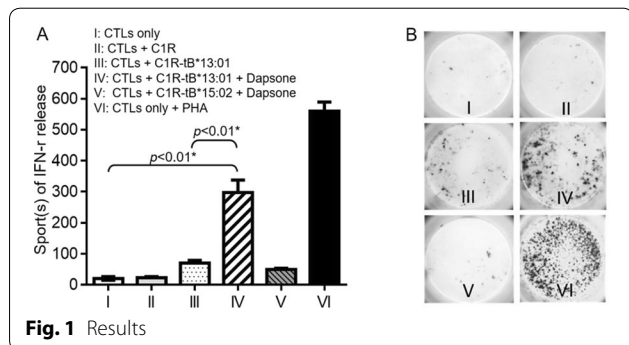 A
I: CTLs only
II: CTLs + C1R
III: CTLs + C1R-tB*13:01
IV: CTLs + C1R-tB*13:01 + Dapsone
V: CTLs + C1R-tB*15:02 + Dapsone
VI: CTLs only + PHA
Sport(s) of IFN-r release
700
600
500
400
300
200
100
0
p<0.01*
p<0.01*
I II III IV V VI
B
I II
III IV
V VI
Fig. 1 Results